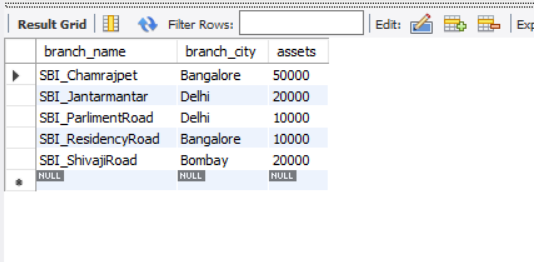 Result Grid Filter Rows: Edit: Exp
branch_name branch_city assets
SBI_Chamrajpet Bangalore 50000
SBI_Jantarmantar Delhi 20000
SBI_ParlimentRoad Delhi 10000
SBI_ResidencyRoad Bangalore 10000
SBI_ShivajiRoad Bombay 20000
NULL NULL NULL